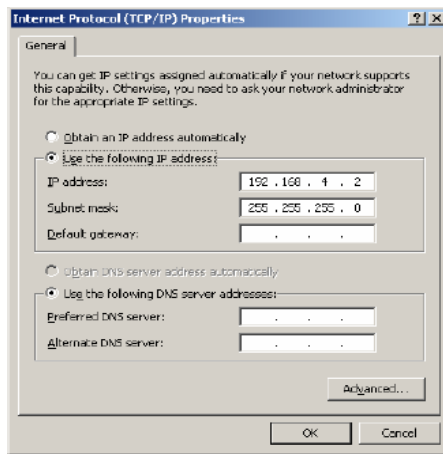 Internet Protocol (TCP/IP) Properties
General
You can get IP settings assigned automatically if your network supports
this capability. Otherwise, you need to ask your network administrator
for the appropriate IP settings.
Obtain an IP address automatically
Use the following IP address:
IP address: 192 . 168 . 4 . 2
Subnet mask: 255 . 255 . 255 . 0
Default gateway: . . .
Obtain DNS server address automatically
Use the following DNS server addresses:
Preferred DNS server: . . .
Alternate DNS server: . . .
Advanced...
OK Cancel